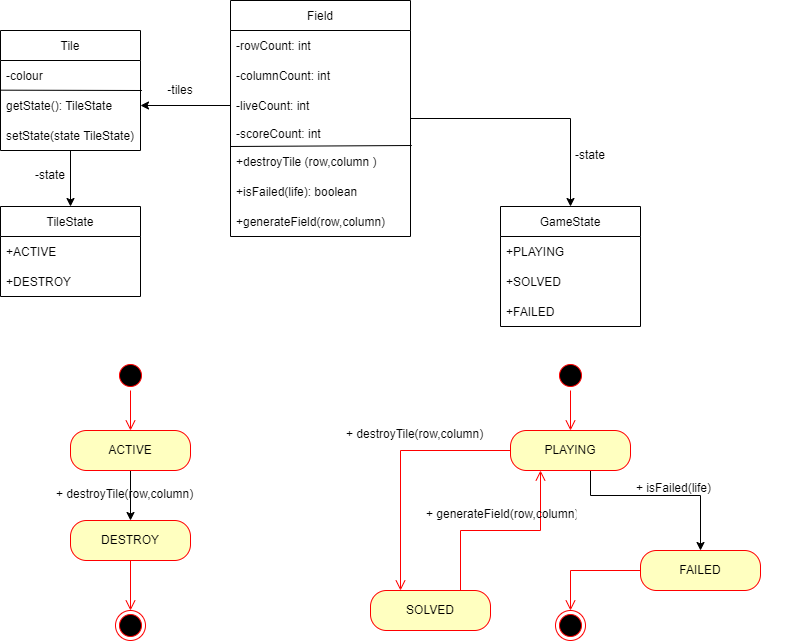 Field
-rowCount: int
-columnCount: int
-liveCount: int
-scoreCount: int
+destroyTile (row,column )
+isFailed(life): boolean
+generateField(row,column)
Tile
-colour
getState(): TileState
setState(state TileState)
-tiles
-state
-state
TileState
+ACTIVE
+DESTROY
GameState
+PLAYING
+SOLVED
+FAILED
ACTIVE
+ destroyTile(row,column)
DESTROY
+ destroyTile(row,column)
PLAYING
+ isFailed(life)
+ generateField(row,column)
FAILED
SOLVED